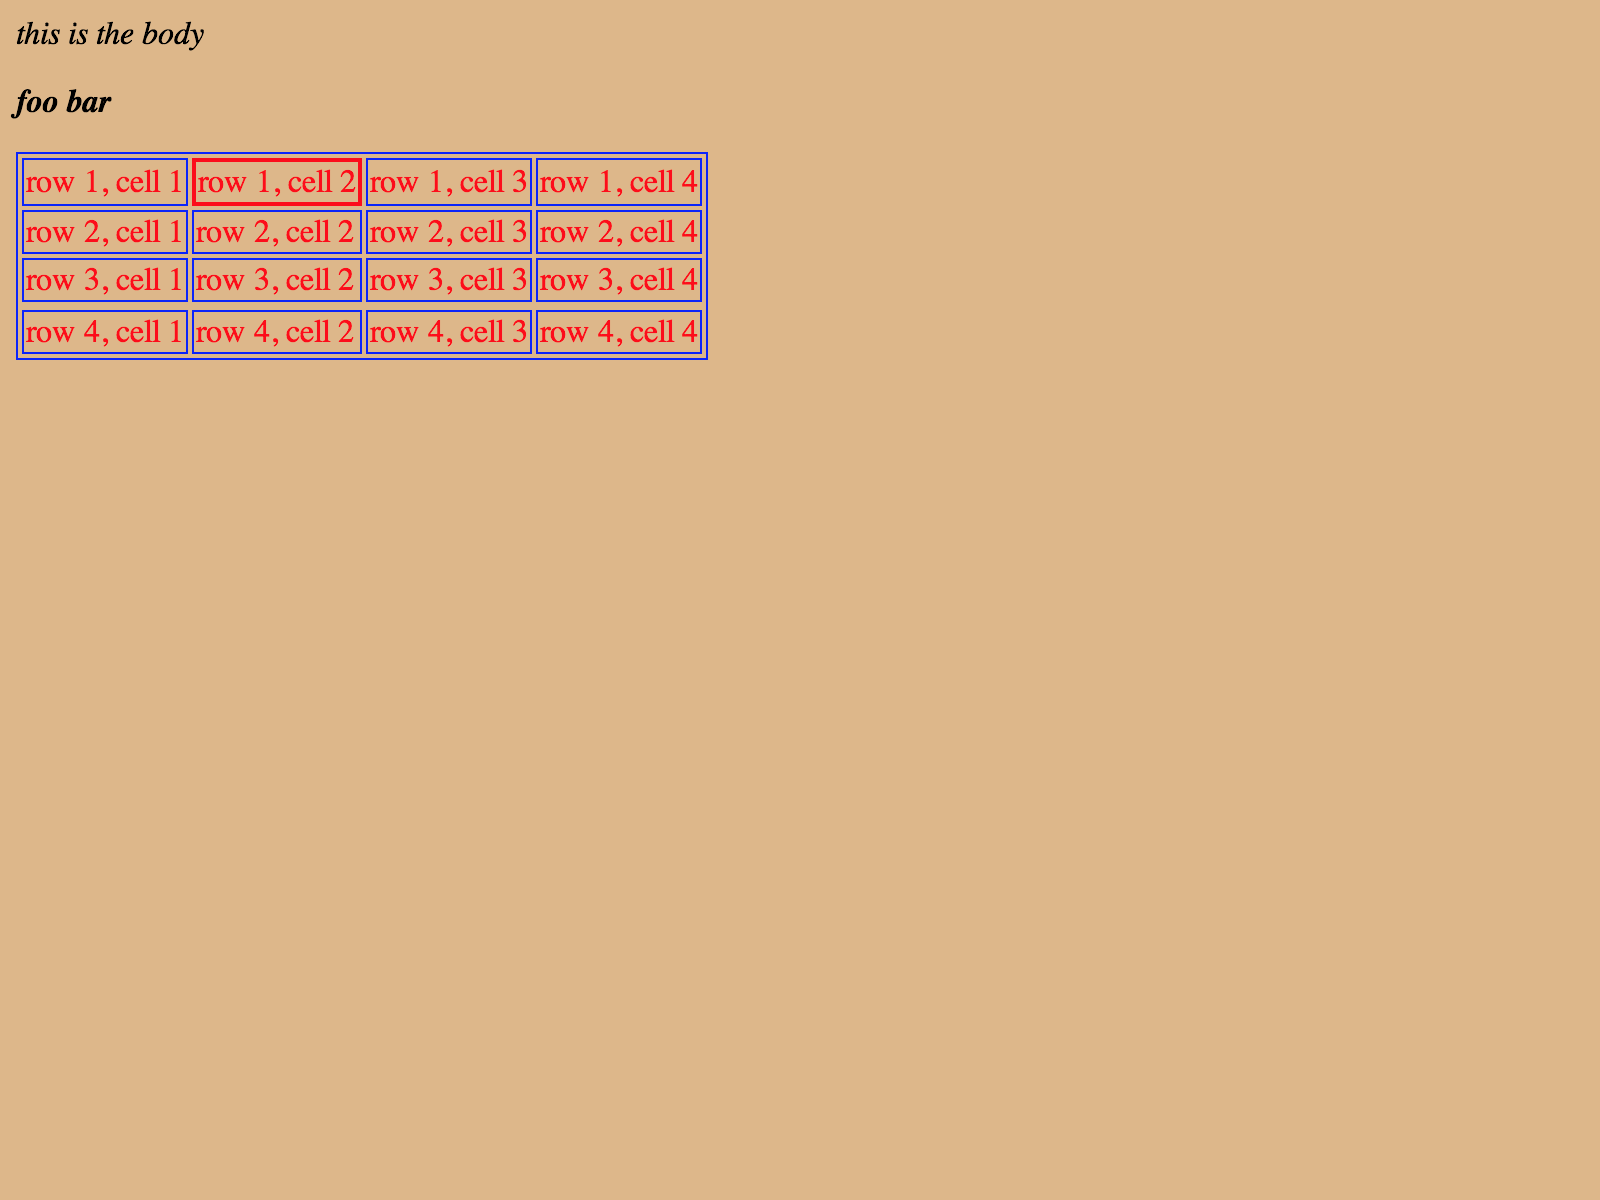 this is the body
foo bar
row 1, cell 1 row 1, cell 2 row 1, cell 3 row 1, cell 4
row 2, cell 1 row 2, cell 2 row 2, cell 3 row 2, cell 4
row 3, cell 1 row 3, cell 2 row 3, cell 3 row 3, cell 4
row 4, cell 1 row 4, cell 2 row 4, cell 3 row 4, cell 4